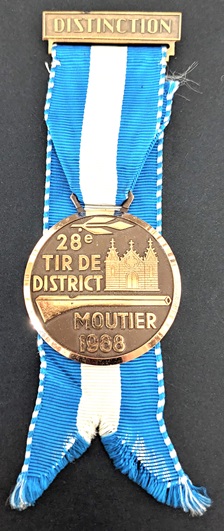 DISTINCTION
28e
TIR DE
DISTRICT
MOUTIER
1988